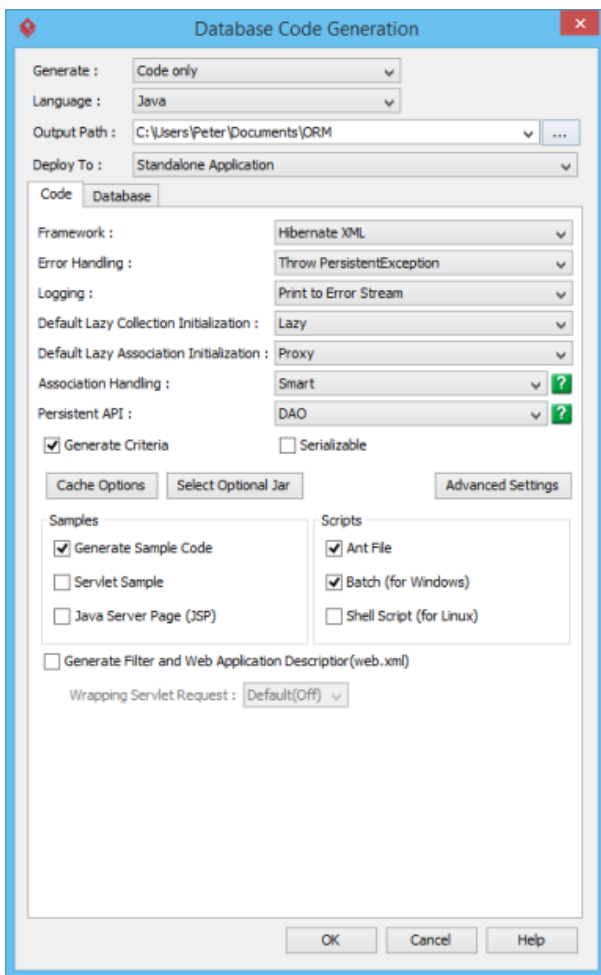 Database Code Generation
Generate : Code only
Language : Java
Output Path : C:\Users\Peter\Documents\ORM ...
Deploy To : Standalone Application
Code Database
Framework : Hibernate XML
Error Handling : Throw PersistentException
Logging : Print to Error Stream
Default Lazy Collection Initialization : Lazy
Default Lazy Association Initialization : Proxy
Association Handling : Smart ?
Persistent API : DAO ?
Generate Criteria Serializable
Cache Options Select Optional Jar Advanced Settings
Samples Scripts
Generate Sample Code Ant File
Servlet Sample Batch (for Windows)
Java Server Page (JSP) Shell Script (for Linux)
Generate Filter and Web Application Descriptior(web.xml)
Wrapping Servlet Request : Default(Off)
OK Cancel Help